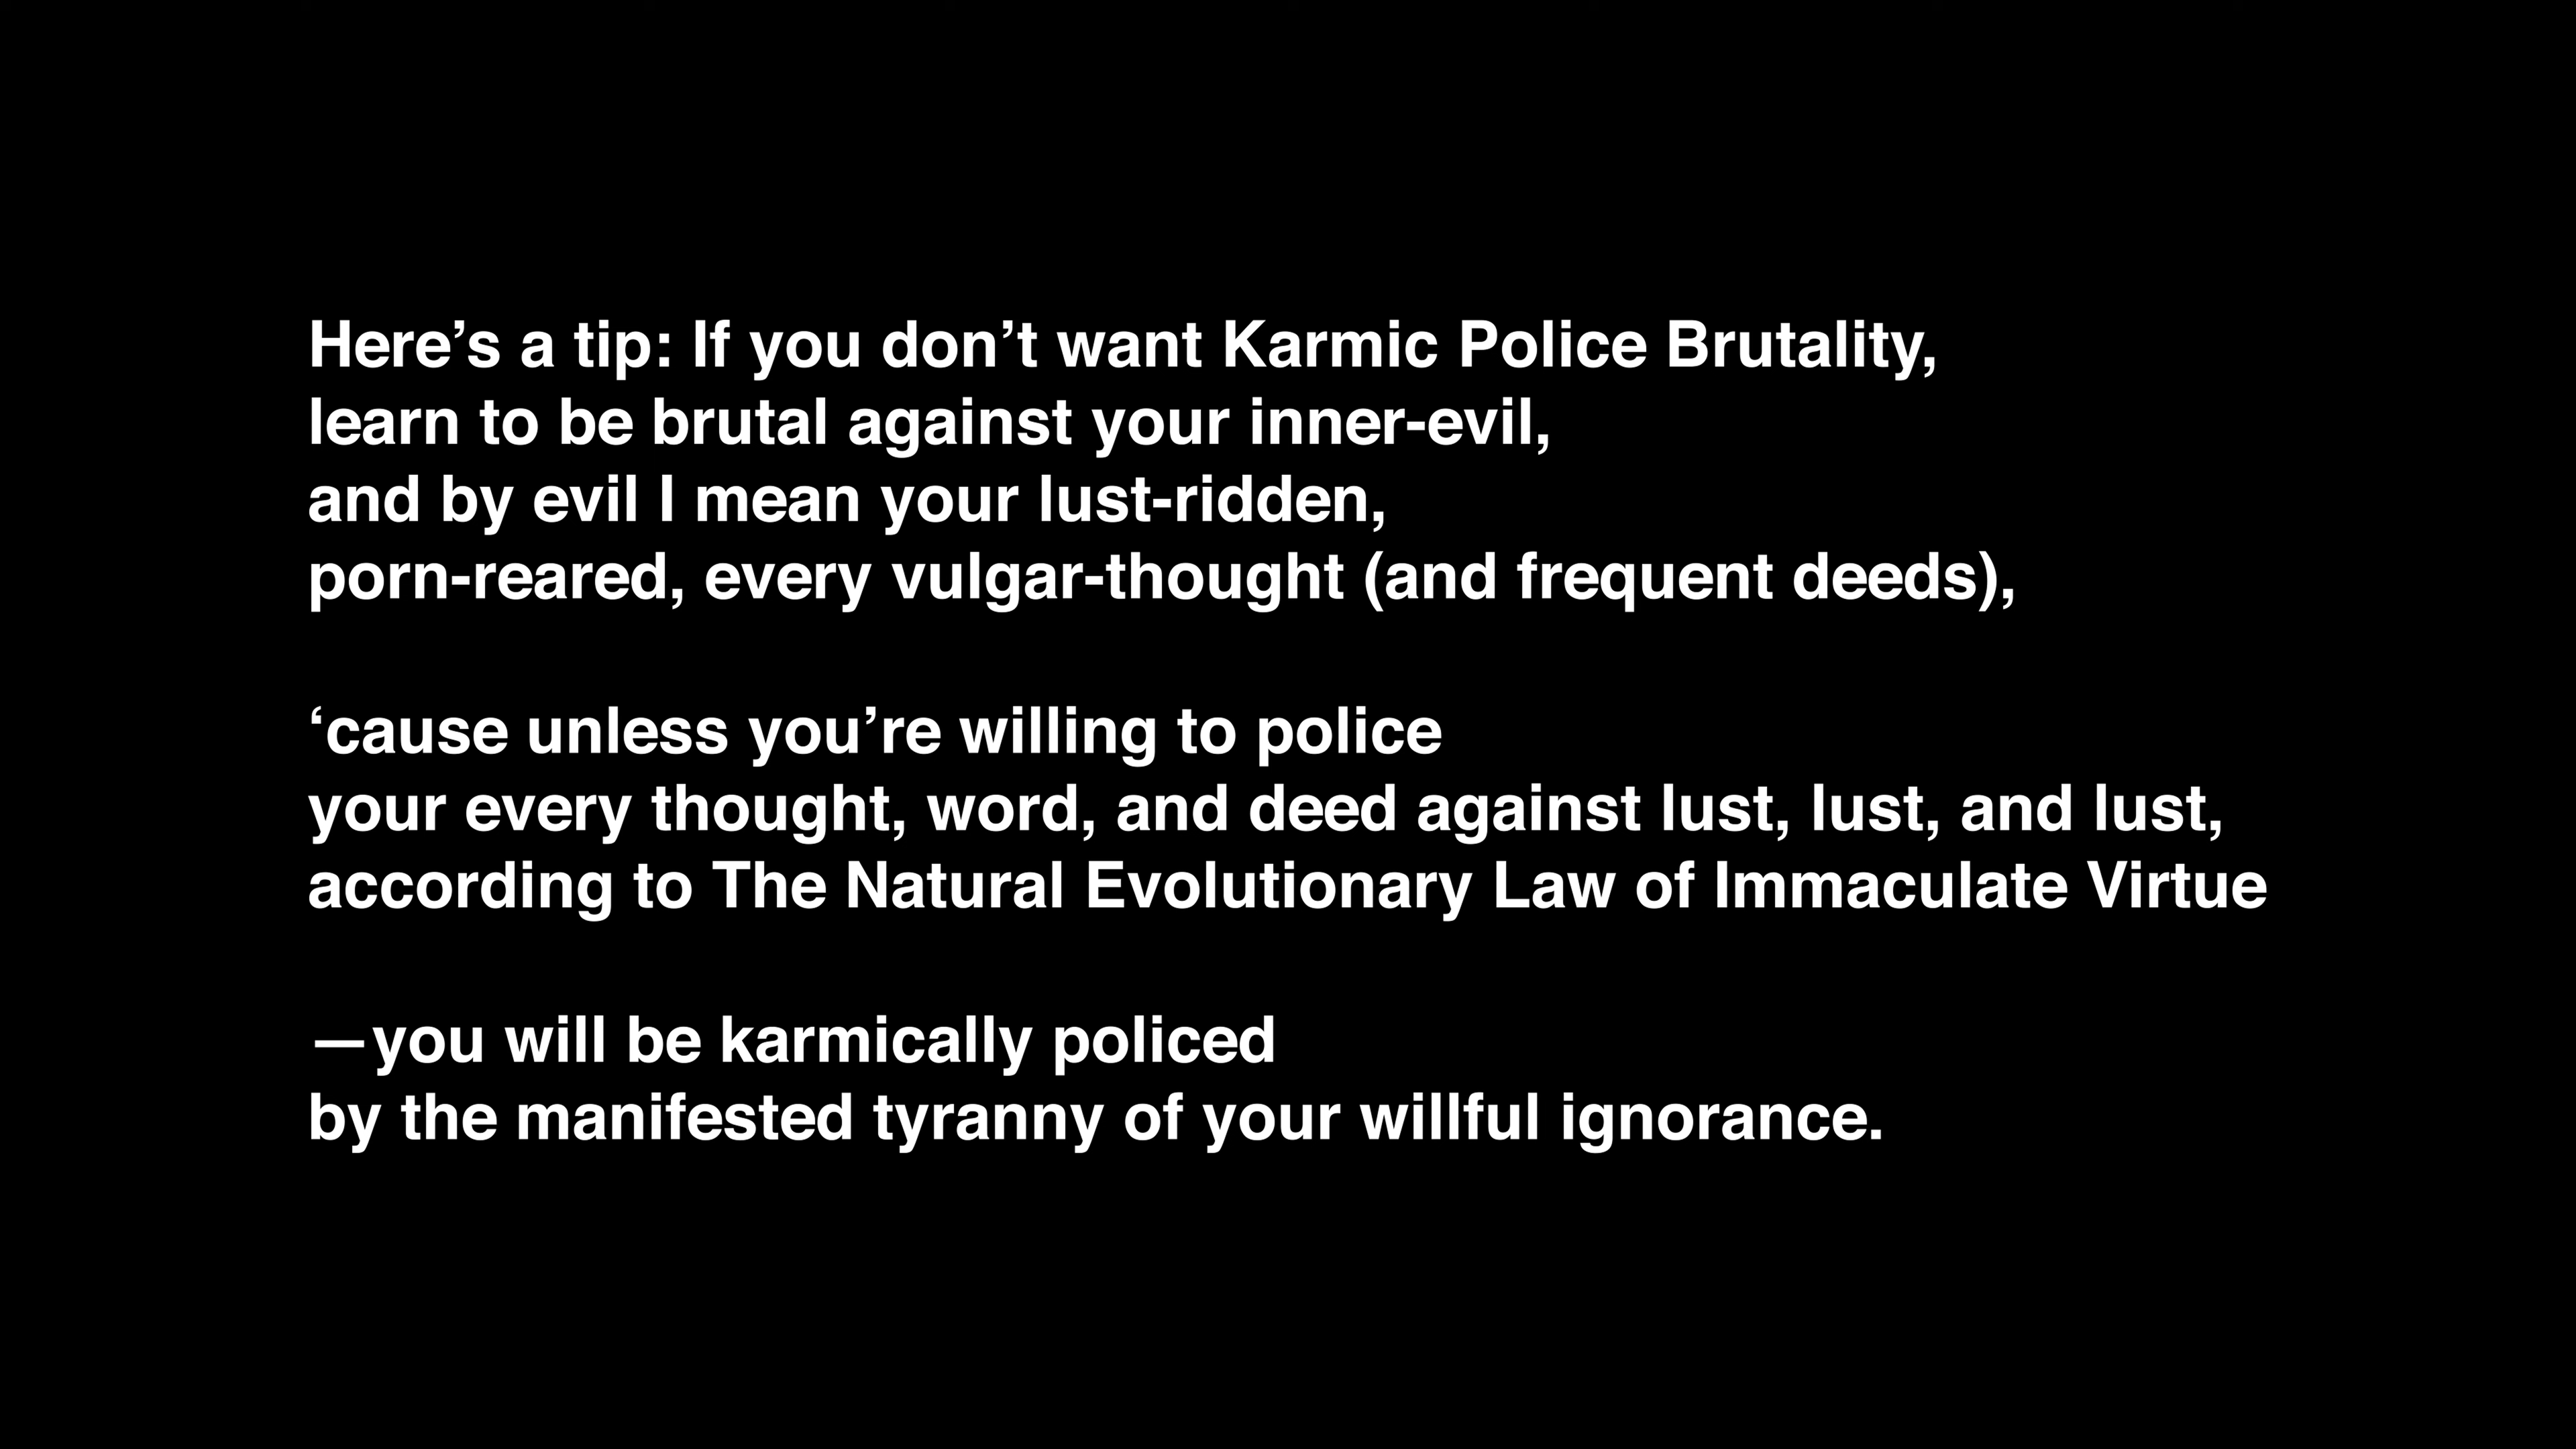 Here’s a tip: If you don’t want Karmic Police Brutality,
learn to be brutal against your inner-evil,
and by evil I mean your lust-ridden,
porn-reared, every vulgar-thought (and frequent deeds),
‘cause unless you’re willing to police
your every thought, word, and deed against lust, lust, and lust,
according to The Natural Evolutionary Law of Immaculate Virtue
—you will be karmically policed
by the manifested tyranny of your willful ignorance.